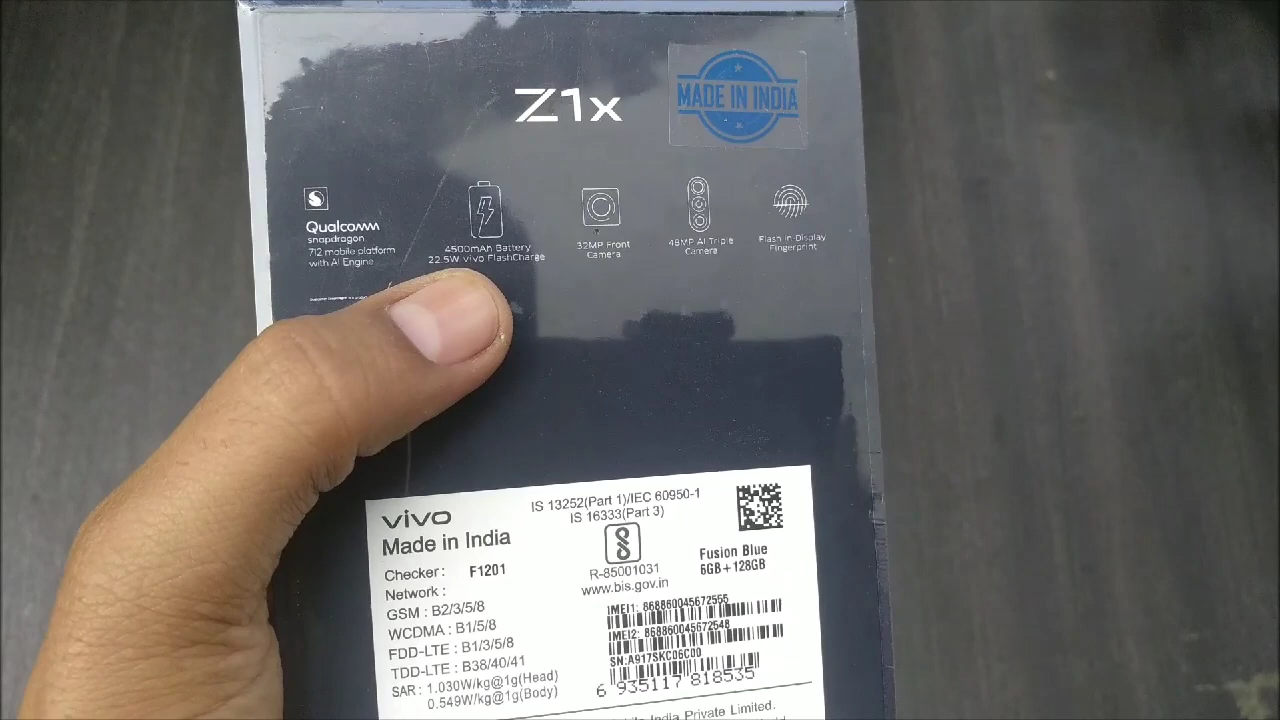 Z1x
MADE IN INDIA
Qualcomm
snapdragon
712 mobile platform
with AI Engine
4500mAh Battery
22.5W vivo FlashCharge
32MP Front
Camera
48MP AI Triple
Camera
Flash In-Display
Fingerprint
vivo
Made in India
Checker: F1201
Network :
GSM : B2/3/5/8
WCDMA : B1/5/8
FDD-LTE : B1/3/5/8
TDD-LTE : B38/40/41
SAR : 1.030W/kg@1g(Head)
0.549W/kg@1g(Body)
IS 13252(Part 1)/IEC 60950-1
IS 16333(Part 3)
R-85001031
www.bis.gov.in
Fusion Blue
6GB+128GB
IMEI1: 868860045672555
IMEI2: 868860045672548
SN:A917SKC06C00
6 935117 818535
India Private Limited.